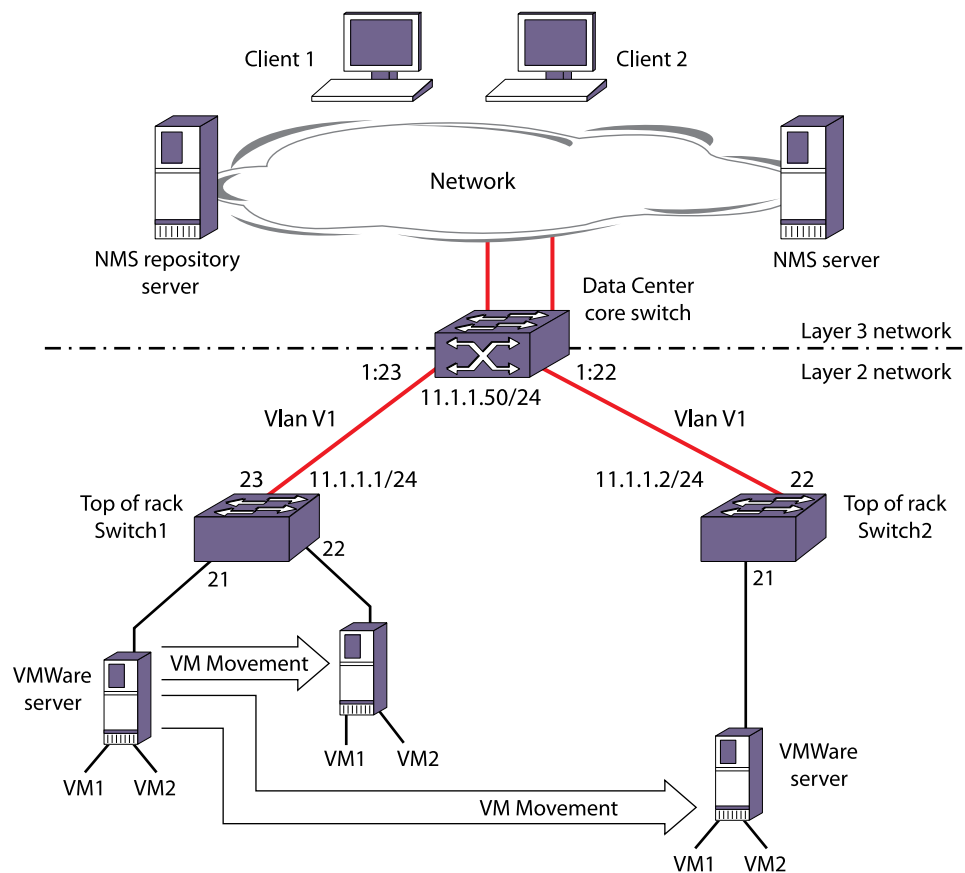 Client 1
Client 2
Network
NMS repository
server
NMS server
Data Center
core switch
Layer 3 network
Layer 2 network
1:23
1:22
11.1.1.50/24
Vlan V1
Vlan V1
23
11.1.1.1/24
11.1.1.2/24
22
Top of rack
Switch1
Top of rack
Switch2
22
21
21
VM Movement
VMWare
server
VM1
VM2
VM1
VM2
VM Movement
VMWare
server
VM1
VM2